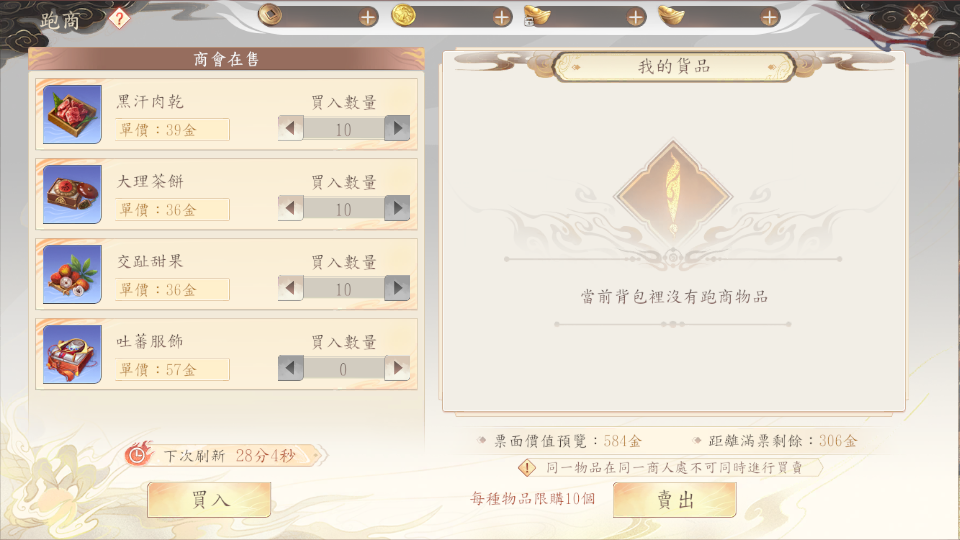 跑商
?
商會在售
黑汗肉乾
買入數量
單價：39金
10
大理茶餅
買入數量
單價：36金
10
交趾甜果
買入數量
單價：36金
10
吐蕃服飾
買入數量
單價：57金
0
下次刷新 28分4秒
買入
我的貨品
當前背包裡沒有跑商物品
票面價值預覽：584金
距離滿票剩餘：306金
同一物品在同一商人處不可同時進行買賣
每種物品限購10個
賣出